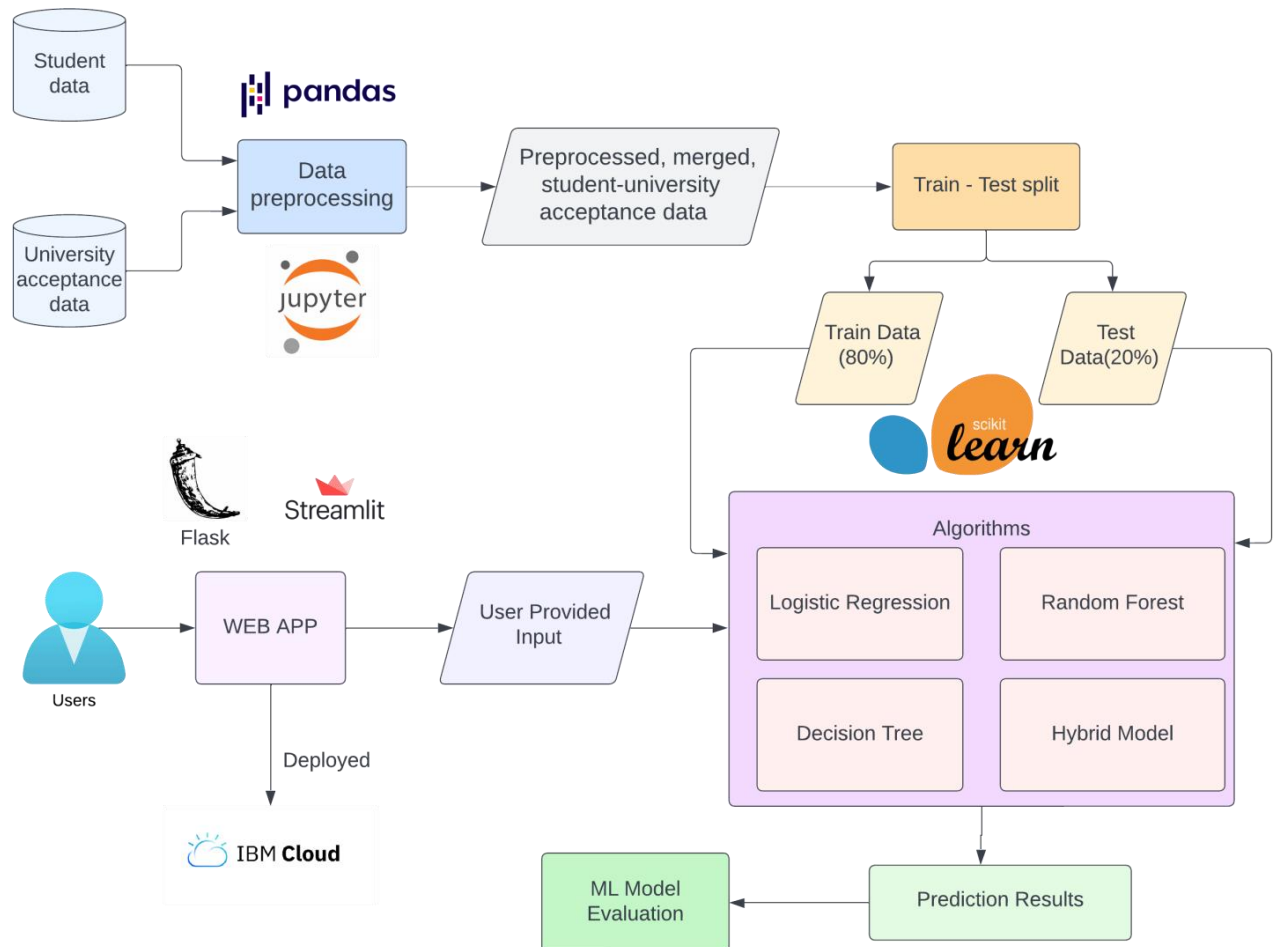 Student
data
pandas
Data
preprocessing
Preprocessed, merged,
student-university
acceptance data
Train - Test split
University
acceptance
data
jupyter
Train Data
(80%)
Test
Data(20%)
scikit
learn
Flask
Streamlit
Algorithms
Logistic Regression
Random Forest
WEB APP
User Provided
Input
Users
Decision Tree
Hybrid Model
Deployed
IBM Cloud
ML Model
Evaluation
Prediction Results